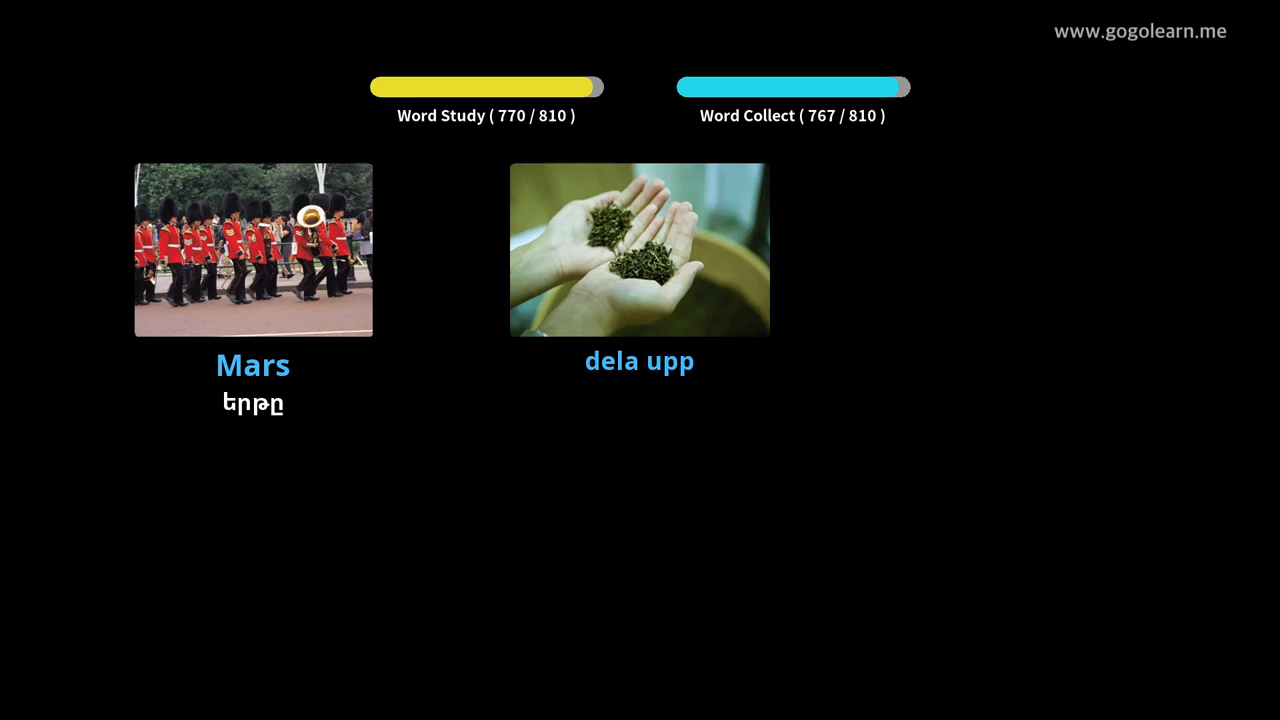 www.gogolearn.me
Word Study ( 770 / 810 )
Word Collect ( 767 / 810 )
Mars
երթը
dela upp